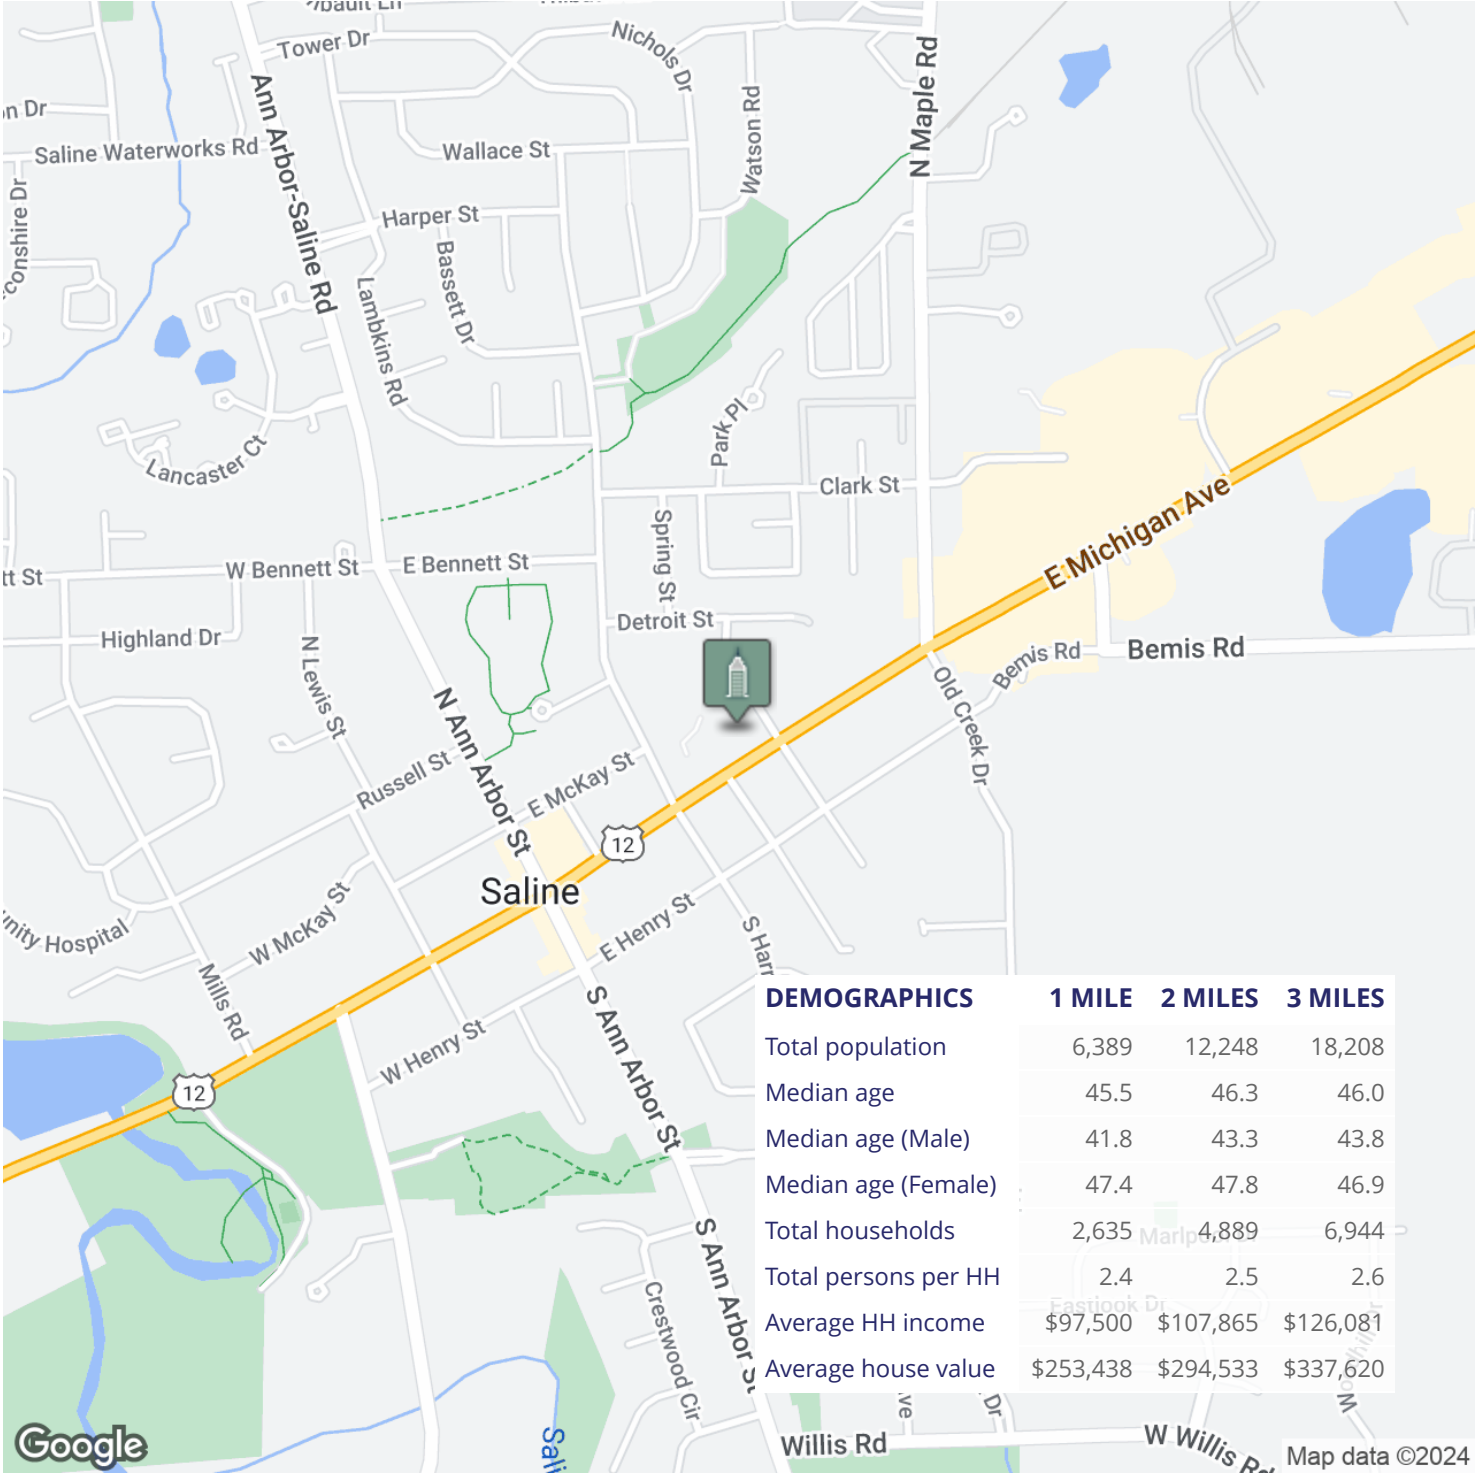 Tower Dr
Nichols Dr
N Maple Rd
Ann Arbor-Saline Rd
Watson Rd
Saline Waterworks Rd
Wallace St
Harper St
Bassett Dr
Lambkins Rd
Lancaster Ct
Park Pl
Clark St
E Michigan Ave
Spring St
W Bennett St
E Bennett St
Detroit St
Highland Dr
N Lewis St
Bemis Rd
Bemis Rd
Old Creek Dr
N Ann Arbor St
Russell St
E McKay St
12
Saline
W McKay St
E Henry St
Hospital
Mills Rd
S Ann Arbor St
W Henry St
12
DEMOGRAPHICS 1 MILE 2 MILES 3 MILES
Total population 6,389 12,248 18,208
Median age 45.5 46.3 46.0
Median age (Male) 41.8 43.3 43.8
Median age (Female) 47.4 47.8 46.9
Total households 2,635 4,889 6,944
Total persons per HH 2.4 2.5 2.6
Average HH income $97,500 $107,865 $126,081
Average house value $253,438 $294,533 $337,620
S Ann Arbor St
Crestwood Cir
Eastlook Dr
Dr
Willis Rd
W Willis Rd
Google
Map data ©2024